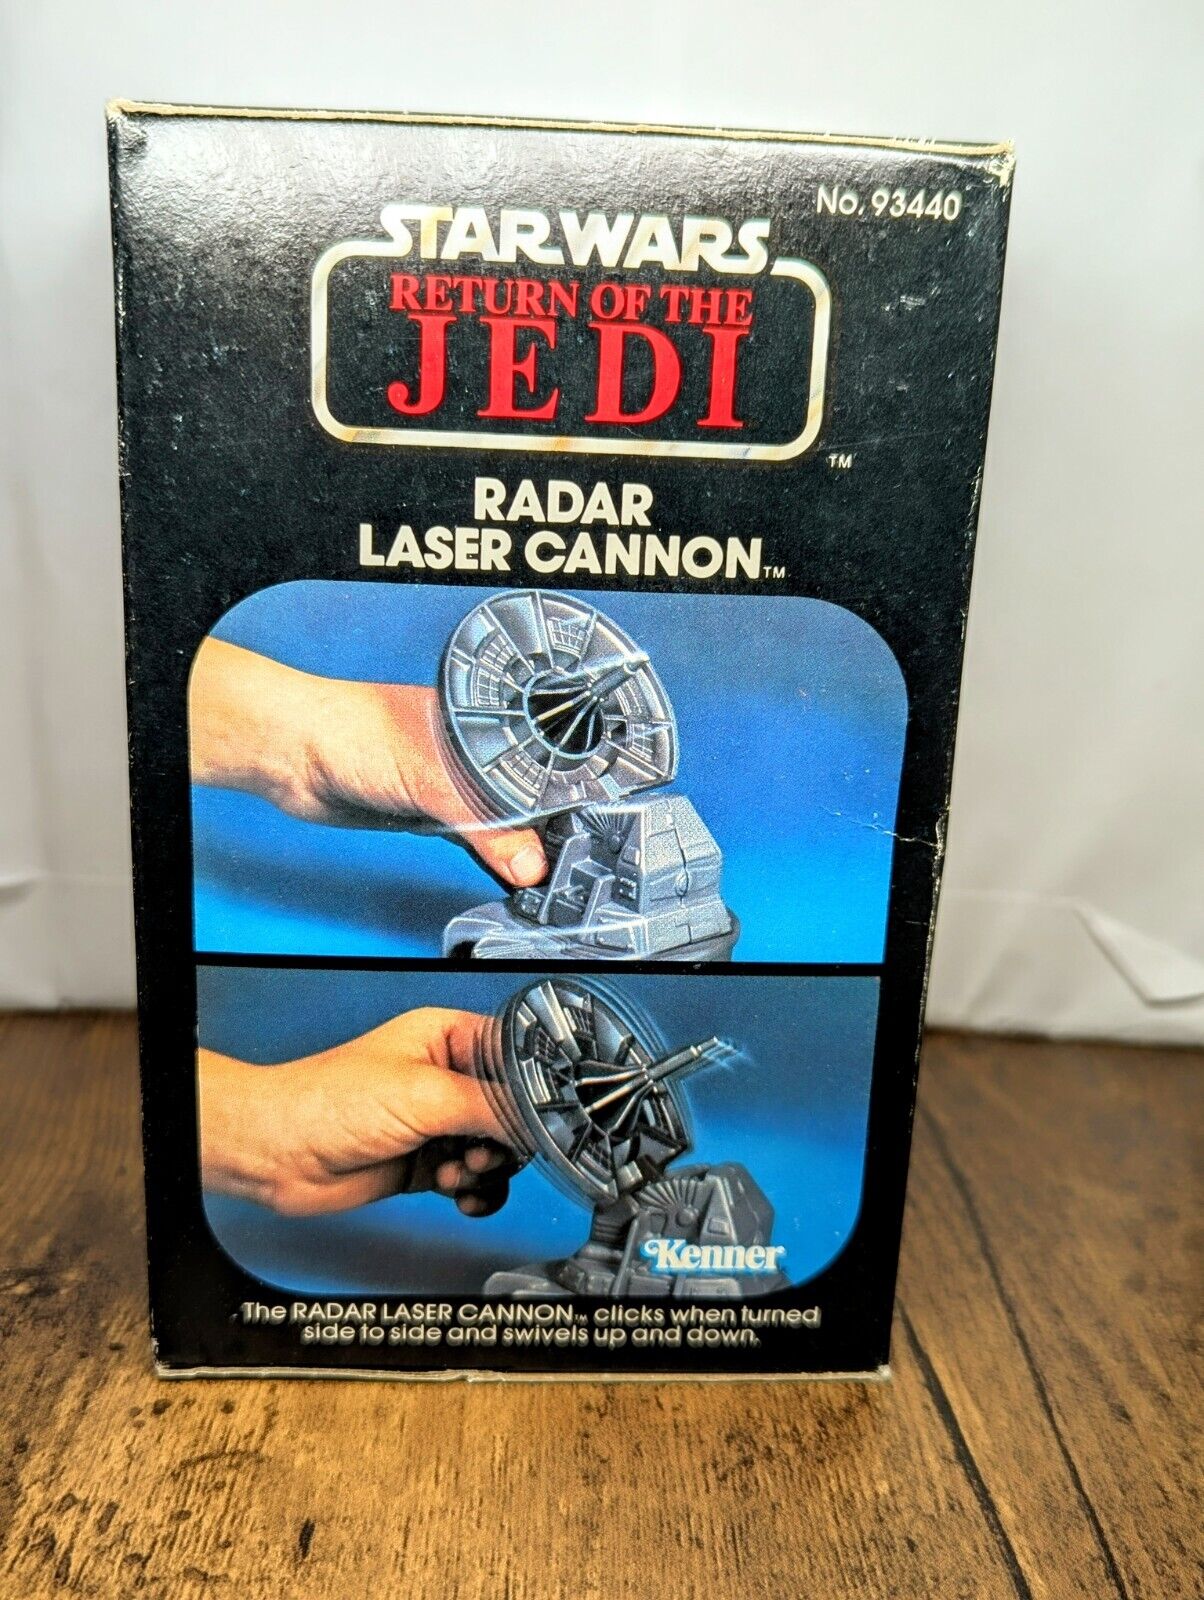 No. 93440
STAR WARS
RETURN OF THE
JEDI
TM
RADAR
LASER CANNON™
Kenner
The RADAR LASER CANNON™ clicks when turned
side to side and swivels up and down.